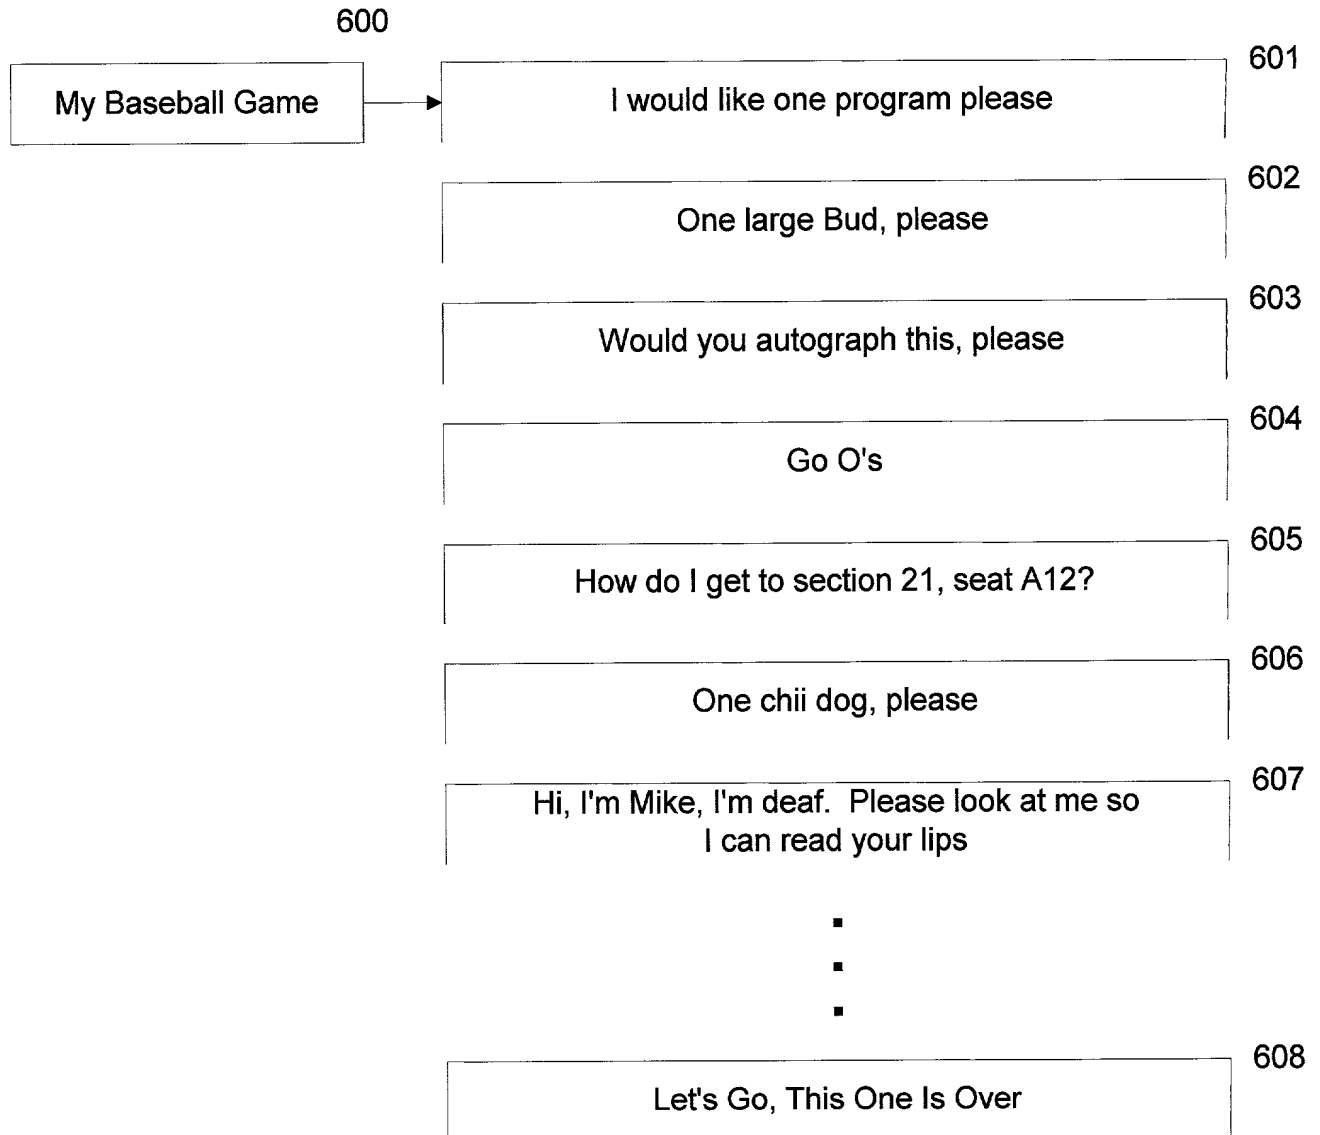 600
My Baseball Game
601
I would like one program please
602
One large Bud, please
603
Would you autograph this, please
604
Go O's
605
How do I get to section 21, seat A12?
606
One chii dog, please
607
Hi, I'm Mike, I'm deaf. Please look at me so
I can read your lips
608
Let's Go, This One Is Over